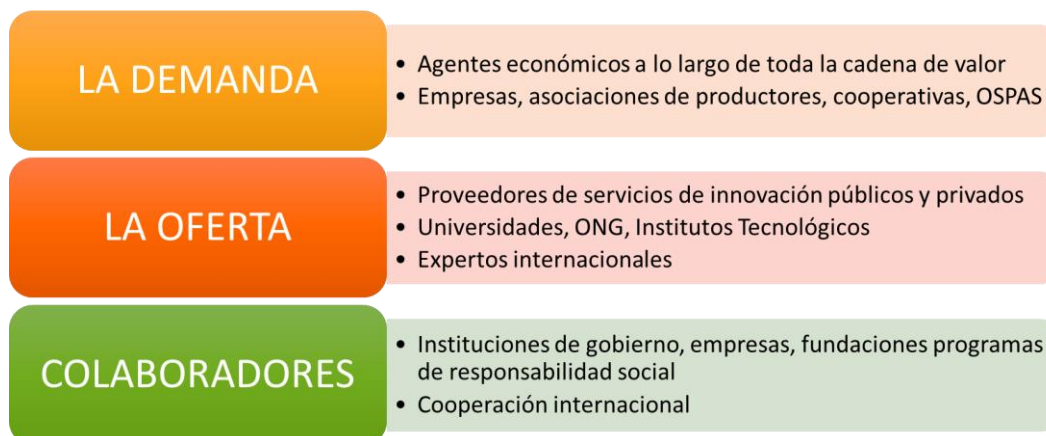 LA DEMANDA
• Agentes económicos a lo largo de toda la cadena de valor
• Empresas, asociaciones de productores, cooperativas, OSPAS
LA OFERTA
• Proveedores de servicios de innovación públicos y privados
• Universidades, ONG, Institutos Tecnológicos
• Expertos internacionales
COLABORADORES
• Instituciones de gobierno, empresas, fundaciones programas
de responsabilidad social
• Cooperación internacional